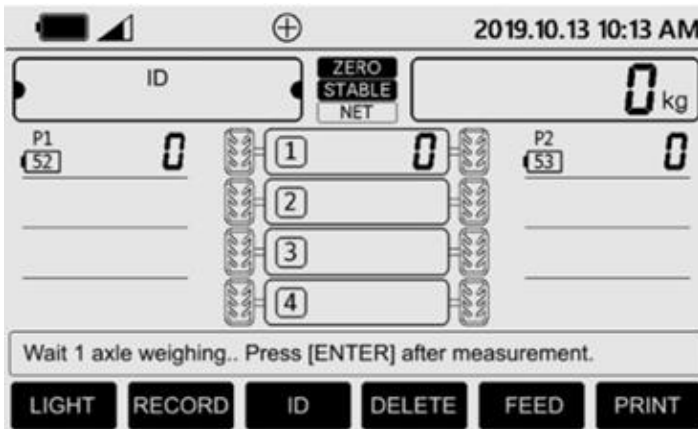 2019.10.13 10:13 AM
ID
ZERO
STABLE
NET
0 kg
P1
52
0
1
0
P2
53
0
2
3
4
Wait 1 axle weighing.. Press [ENTER] after measurement.
LIGHT RECORD ID DELETE FEED PRINT